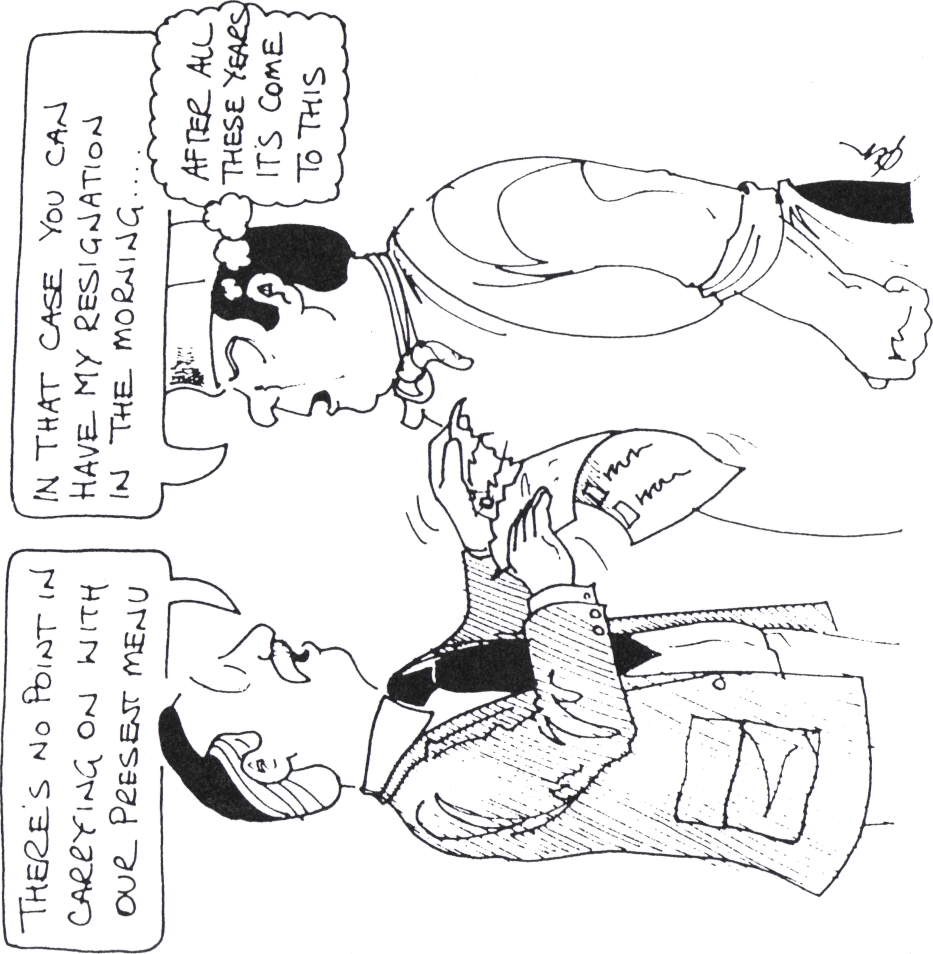 THERE'S NO POINT IN
CARRYING ON WITH
OUR PRESENT MENU
IN THAT CASE YOU CAN
HAVE MY RESIGNATION
IN THE MORNING.....
AFTER ALL
THESE YEARS
IT'S COME
TO THIS